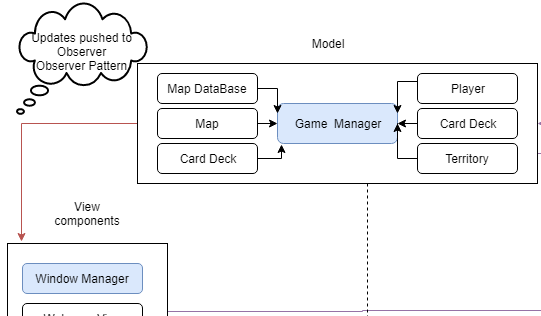 Updates pushed to
Observer
Observer Pattern
Model
Map DataBase
Player
Map
Game Manager
Card Deck
Card Deck
Territory
View
components
Window Manager